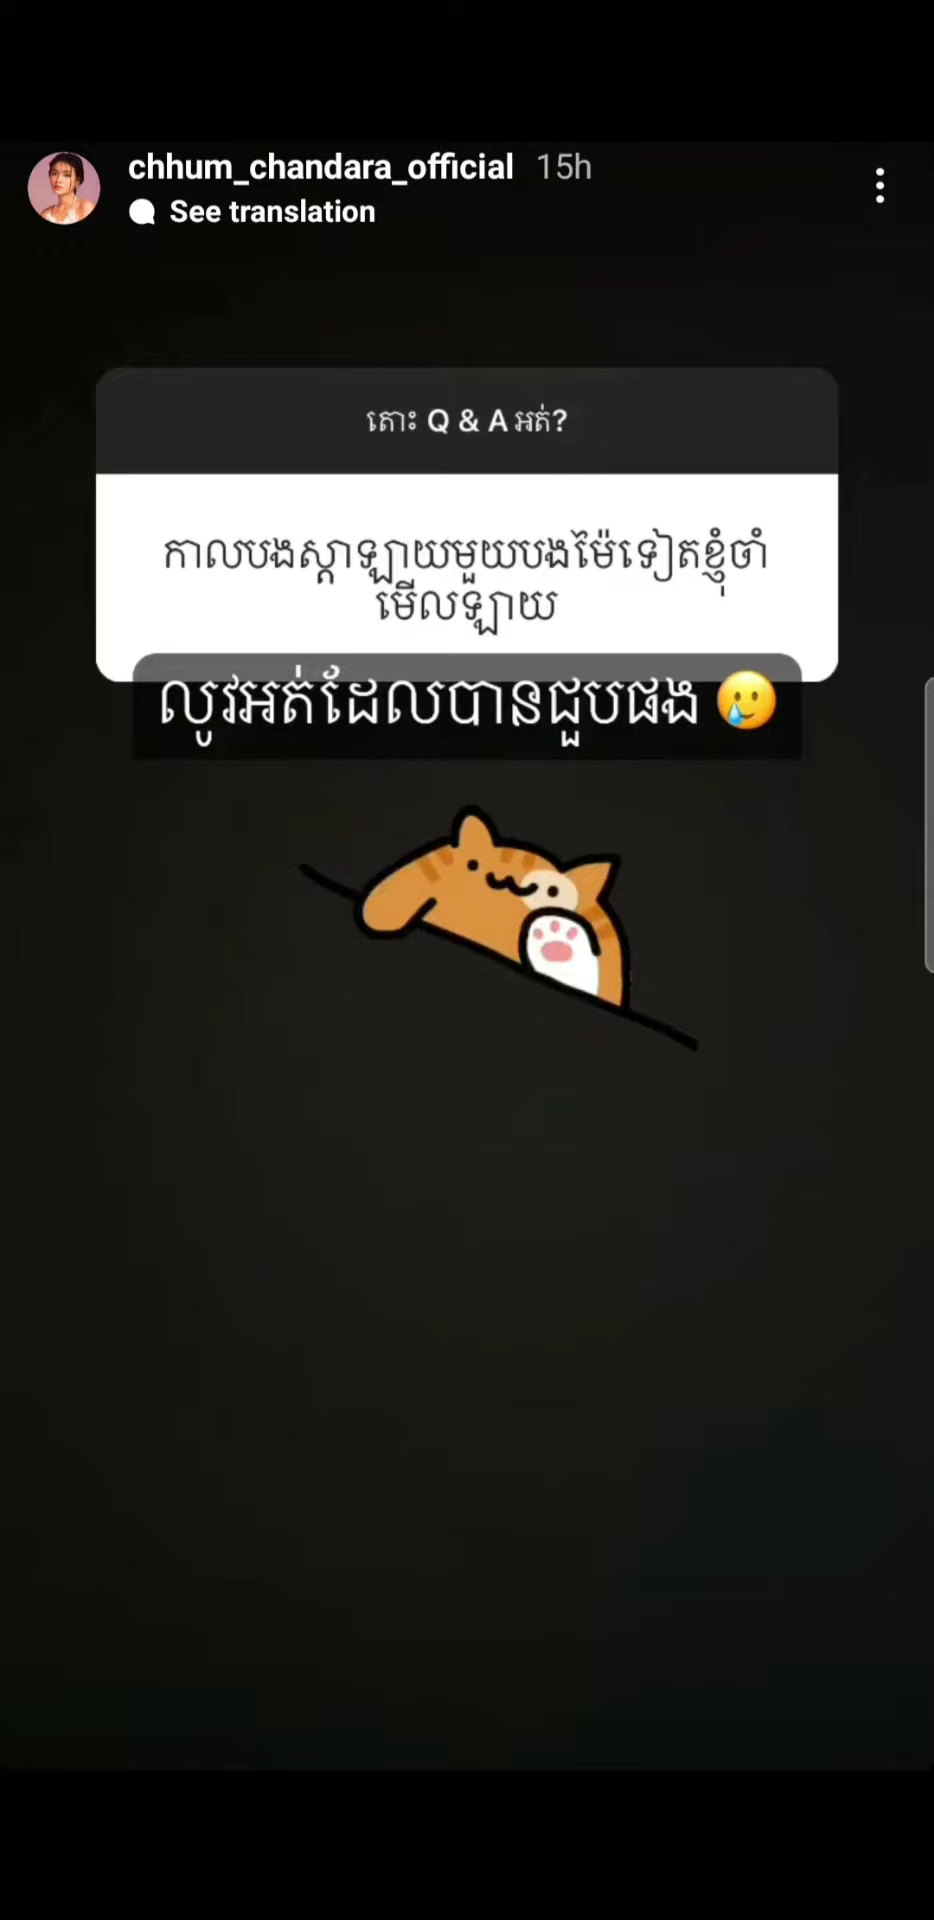 chhum_chandara_official 15h
See translation
តោះ Q & A អត់?
កាលបងស្តាឡាយមួយបងម៉ៃទៀតខ្ញុំចាំ
មើលឡាយ
លូវអត់ដែលបានជួបផង 🥲